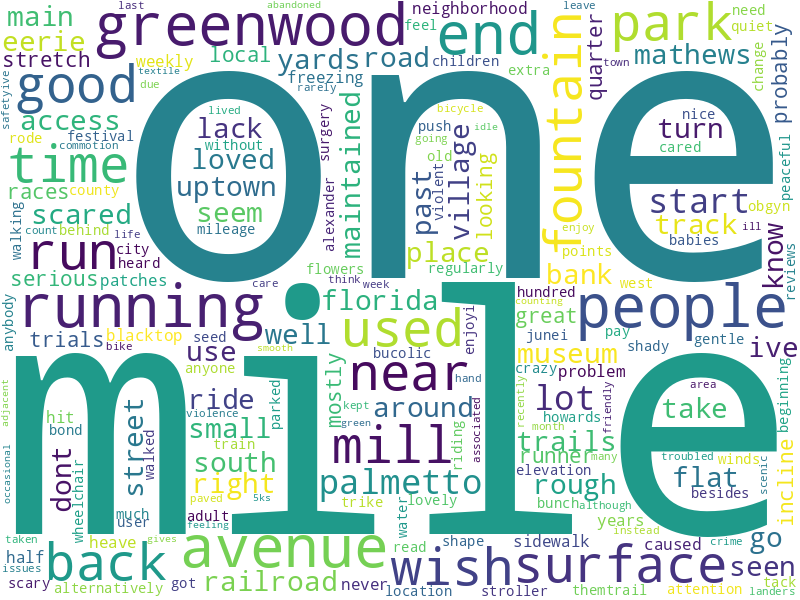 last abandoned greenwood neighborhood end park need
main feel quiet leave
eerie weekly local yards road children extra quarter mathews change
stretch textile due freezing rarely fountain town probably
safetyive good one
rode festival lack bicycle nice turn
access commotion lived without surgery push going old idle cared
time loved maintained past violent village looking start peaceful
races county uptown alexander track obgyn
walking scared seem place babies
count behind mileage regularly points enjoy ill know
run life city heard flowers bank west reviews
serious patches care think week hundred counting
anybody running florida great junei pay people gentle
trials blacktop seed well used enjoyi museum shady ive
bike smooth bucolic crazy problem
use anyone near hand lot area beginning
adjacent hit ride mostly kept around howards take
bond street small violence parked green riding associated recently month trails friendly
dont walked train mill runner many troubled winds incline
occasional wheelchair south palmetto elevation rough flat scenic
mile right paved 5ks trike lovely bunch although besides
much user adult feeling water years instead crime go
taken half heave avenue gives read shape sidewalk caused
issues back got never wish stroller surface attention seen
scary alternatively railroad location themtrail tack landers